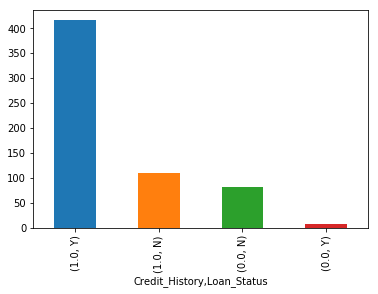 400
350
300
250
200
150
100
50
0
(1.0, Y)
(1.0, N)
(0.0, N)
(0.0, Y)
Credit_History,Loan_Status